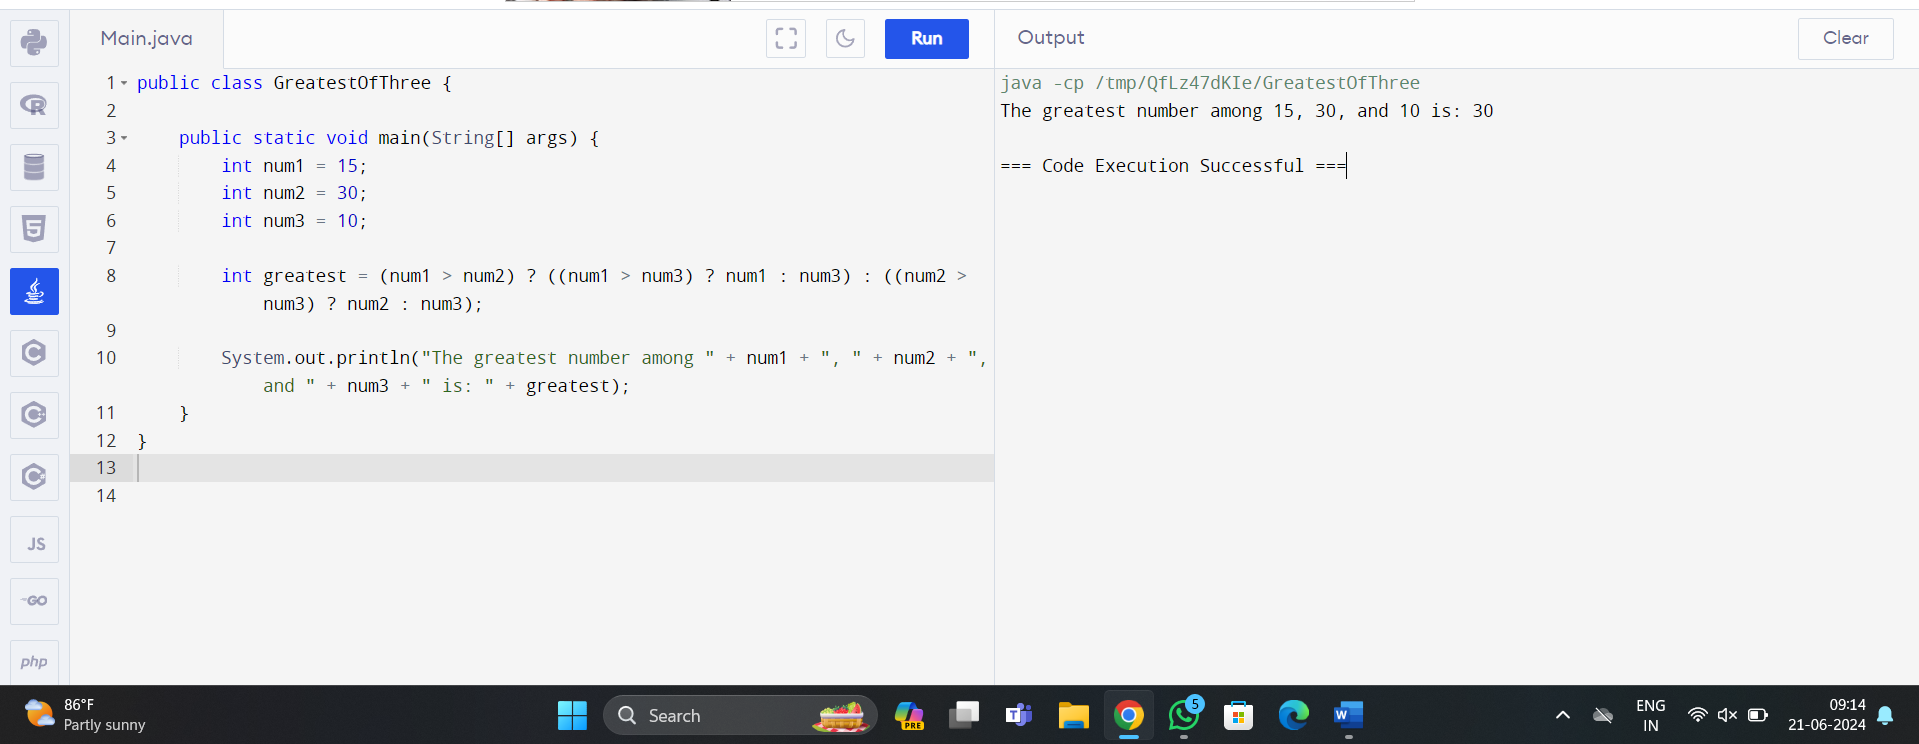 Main.java
Run
Output
Clear
1 public class GreatestOfThree {
2
3     public static void main(String[] args) {
4         int num1 = 15;
5         int num2 = 30;
6         int num3 = 10;
7
8         int greatest = (num1 > num2) ? ((num1 > num3) ? num1 : num3) : ((num2 >
            num3) ? num2 : num3);
9
10         System.out.println("The greatest number among " + num1 + ", " + num2 + ",
            and " + num3 + " is: " + greatest);
11     }
12 }
13
14
java -cp /tmp/QfLz47dKIe/GreatestOfThree
The greatest number among 15, 30, and 10 is: 30
=== Code Execution Successful ===
R
5
C
C
C
JS
GO
php
86°F
Partly sunny
Search
PRE
T
5
W
ENG
IN
09:14
21-06-2024